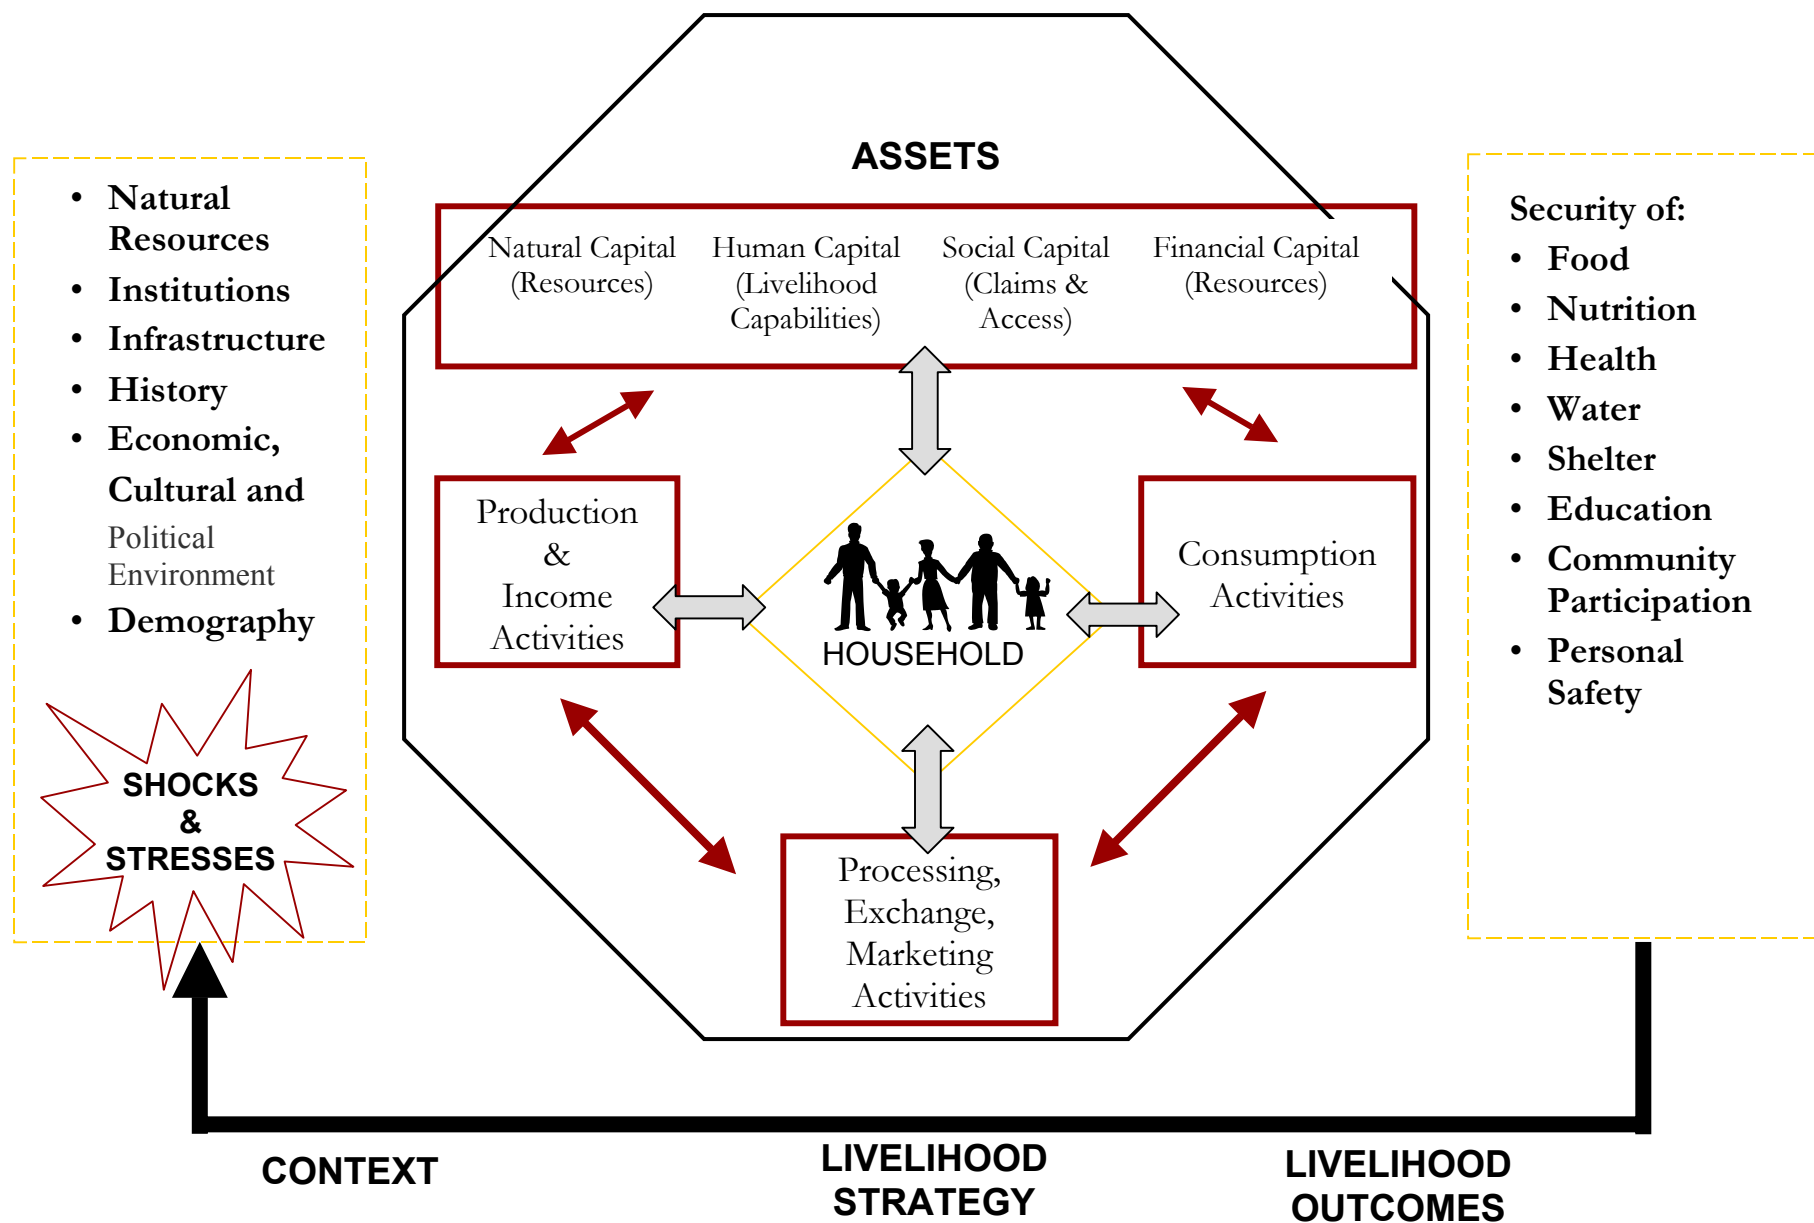 ASSETS
• Natural
Resources
• Institutions
• Infrastructure
• History
• Economic,
Cultural and
Political
Environment
• Demography
SHOCKS
&
STRESSES
Natural Capital
(Resources)
Human Capital
(Livelihood
Capabilities)
Social Capital
(Claims &
Access)
Financial Capital
(Resources)
Production
&
Income
Activities
HOUSEHOLD
Consumption
Activities
Processing,
Exchange,
Marketing
Activities
Security of:
• Food
• Nutrition
• Health
• Water
• Shelter
• Education
• Community
Participation
• Personal
Safety
CONTEXT
LIVELIHOOD
STRATEGY
LIVELIHOOD
OUTCOMES